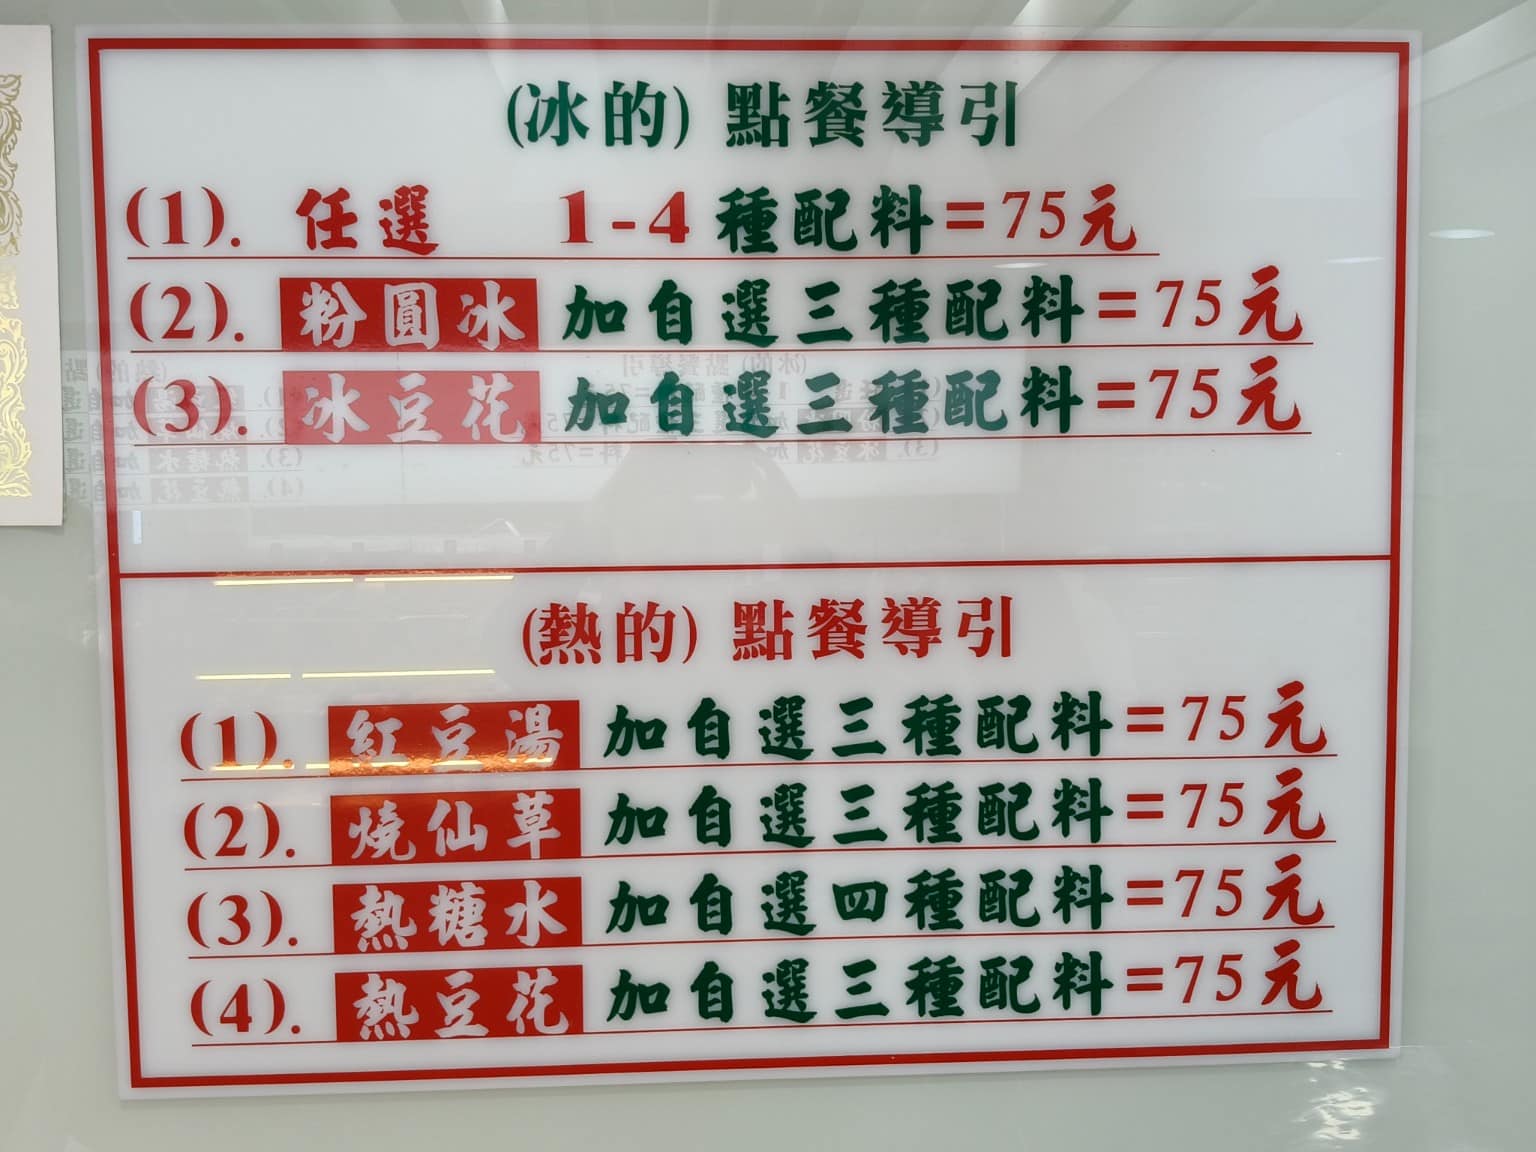 (冰的) 點餐導引
(1). 任選 1-4 種配料=75元
(2). 粉圓冰 加自選三種配料=75元
(3). 冰豆花 加自選三種配料=75元
(熱的) 點餐導引
(1). 紅豆湯 加自選三種配料=75元
(2). 燒仙草 加自選三種配料=75元
(3). 熱糖水 加自選四種配料=75元
(4). 熱豆花 加自選三種配料=75元